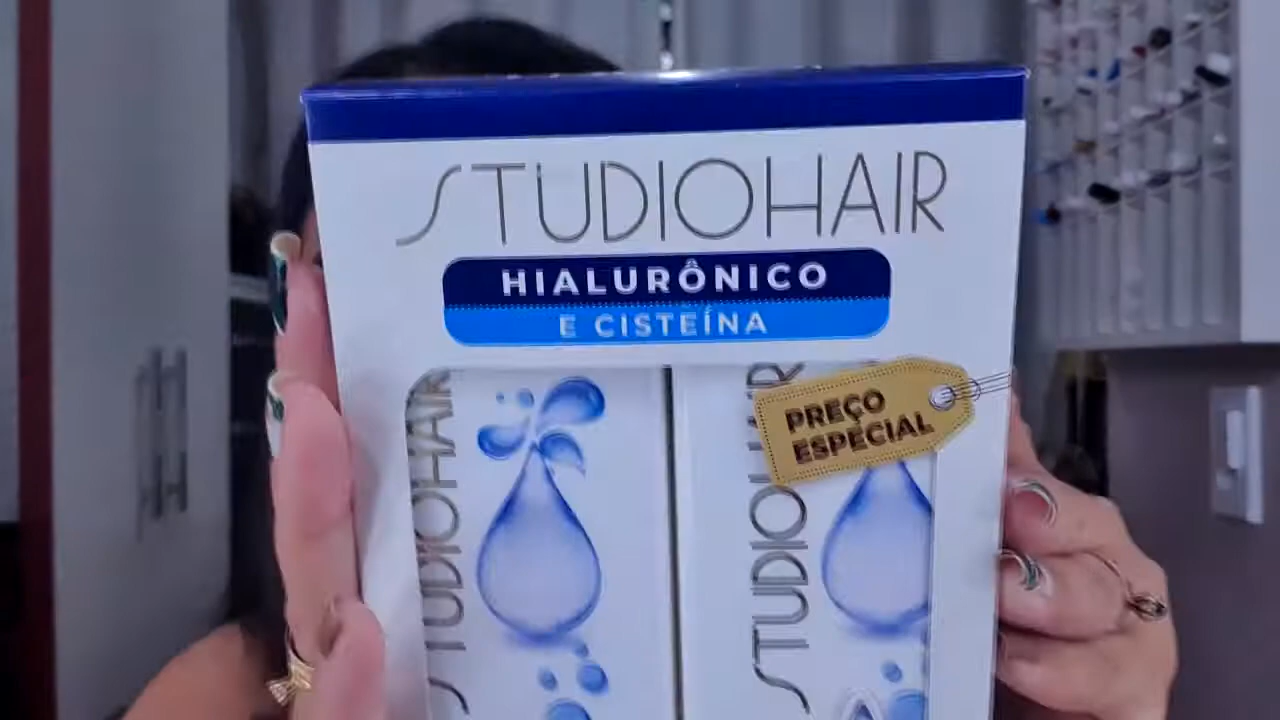 STUDIOHAIR
HIALURÔNICO
E CISTEÍNA
STUDIOHAIR
STUDIOHAIR
PREÇO
ESPECIAL